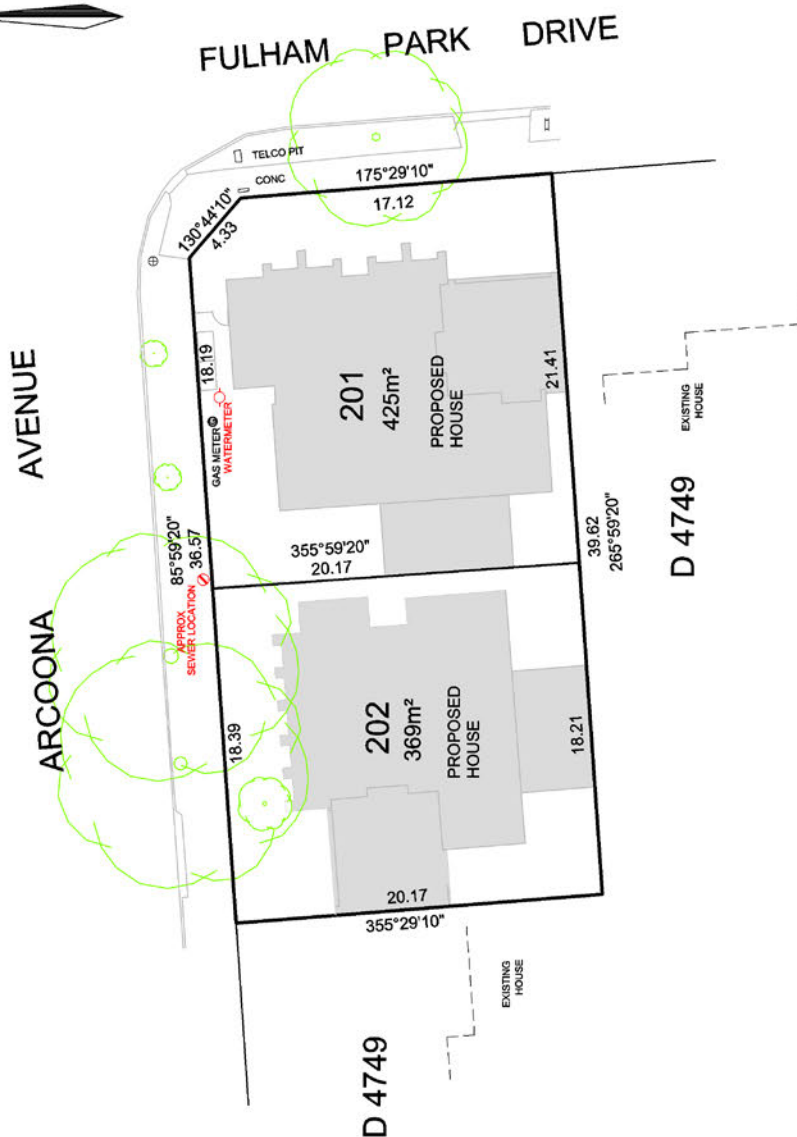 FULHAM PARK DRIVE
TELCO PIT
CONC
175°29'10"
17.12
130°44'10"
4.33
ARCOONA AVENUE
18.19
GAS METER
WATERMETER
201
425m²
PROPOSED
HOUSE
21.41
EXISTING
HOUSE
85°59'20"
36.57
APPROX
SEWER LOCATION
355°59'20"
20.17
39.62
265°59'20"
D 4749
18.39
202
369m²
PROPOSED
HOUSE
18.21
20.17
355°29'10"
EXISTING
HOUSE
D 4749